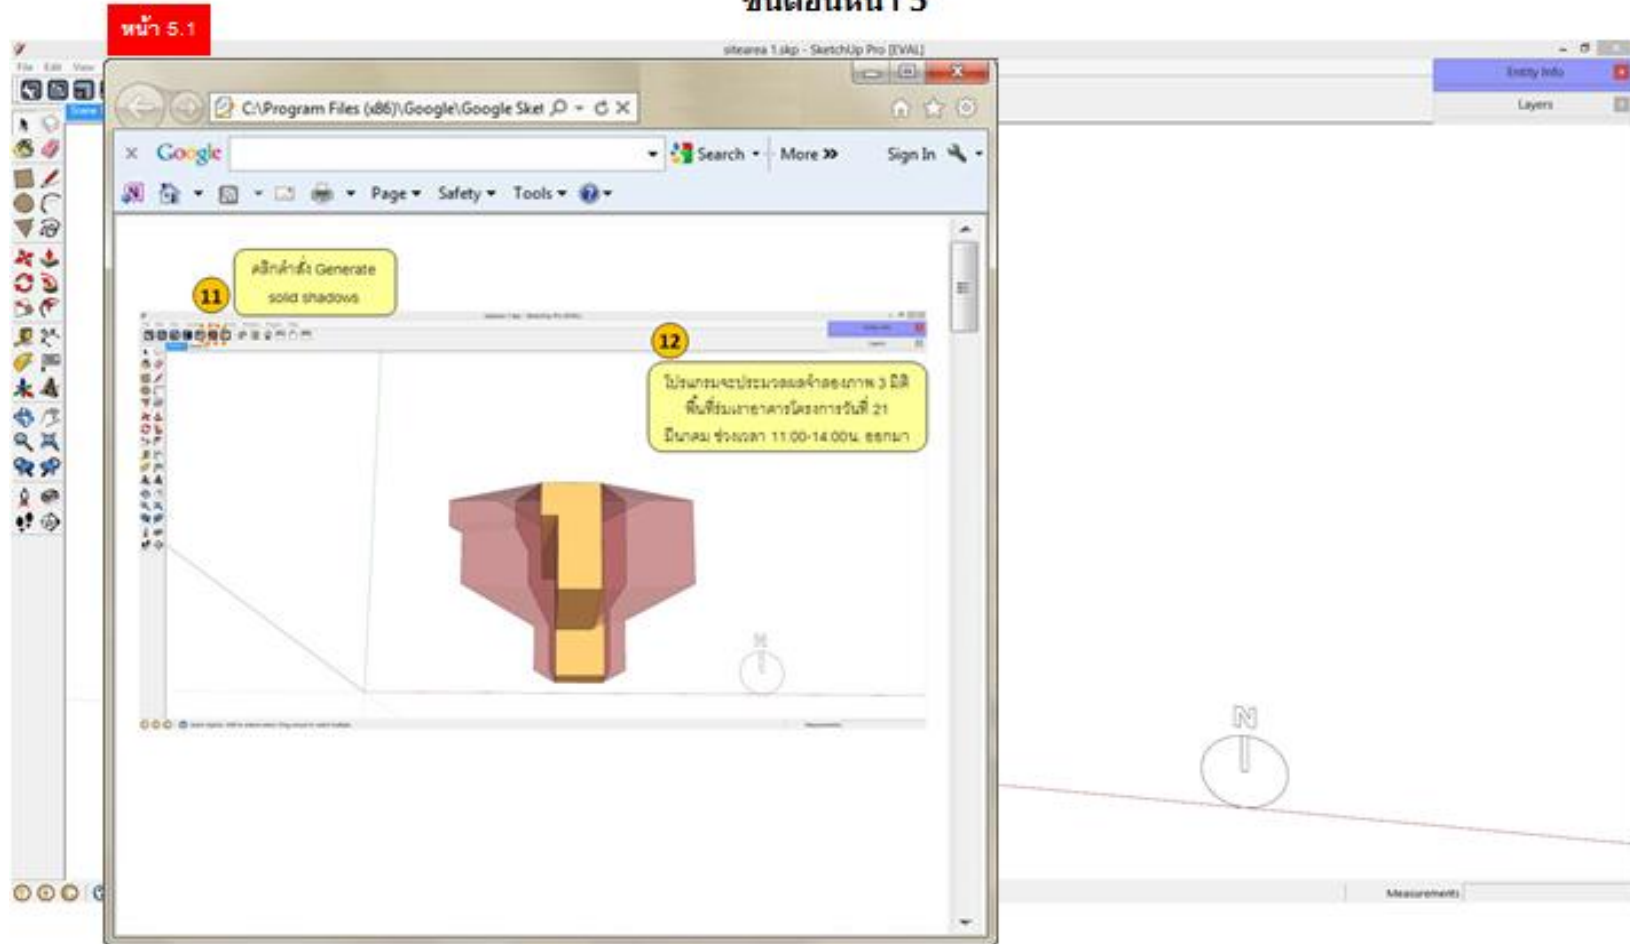 ขั้นตอนหน้า 5
หน้า 5.1
sitearea 1.skp - SketchUp Pro [EVAL]
File Edit View
Entity Info
Layers
C:\Program Files (x86)\Google\Google Sket
Google
Search
More »
Sign In
Page
Safety
Tools
11
คลิกคำสั่ง Generate
solid shadows
12
โปรแกรมจะประมวลผลจำลองภาพ 3 มิติ
พื้นที่ร่มเงาอาคารโครงการวันที่ 21
มีนาคม ช่วงเวลา 11:00-14:00น. ออกมา
N
N
Measurements